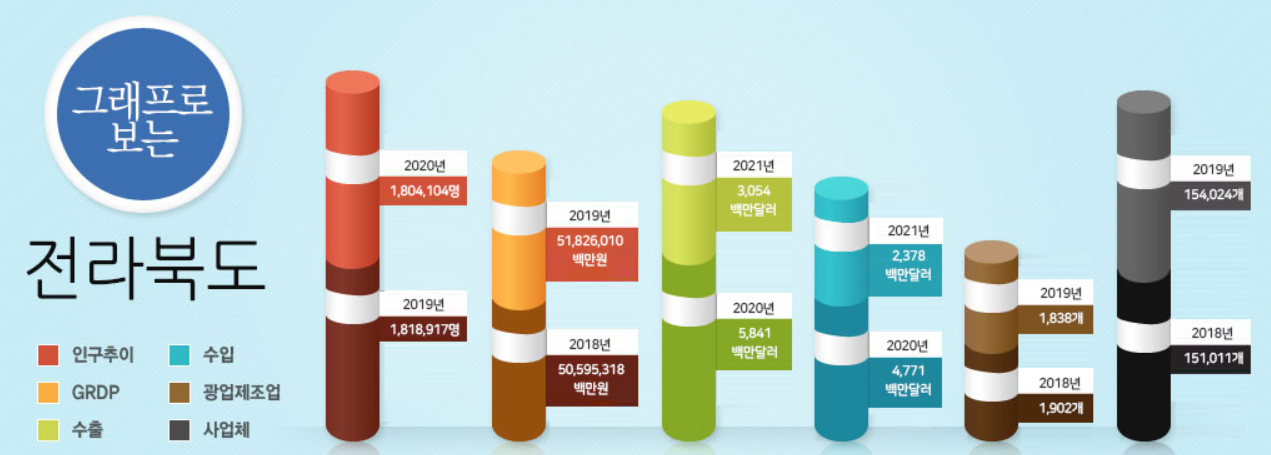 그래프로
보는
전라북도
인구추이
수입
GRDP
광업제조업
수출
사업체
2020년
1,804,104명
2019년
1,818,917명
2019년
51,826,010
백만원
2018년
50,595,318
백만원
2021년
3,054
백만달러
2020년
5,841
백만달러
2021년
2,378
백만달러
2020년
4,771
백만달러
2019년
1,838개
2018년
1,902개
2019년
154,024개
2018년
151,011개